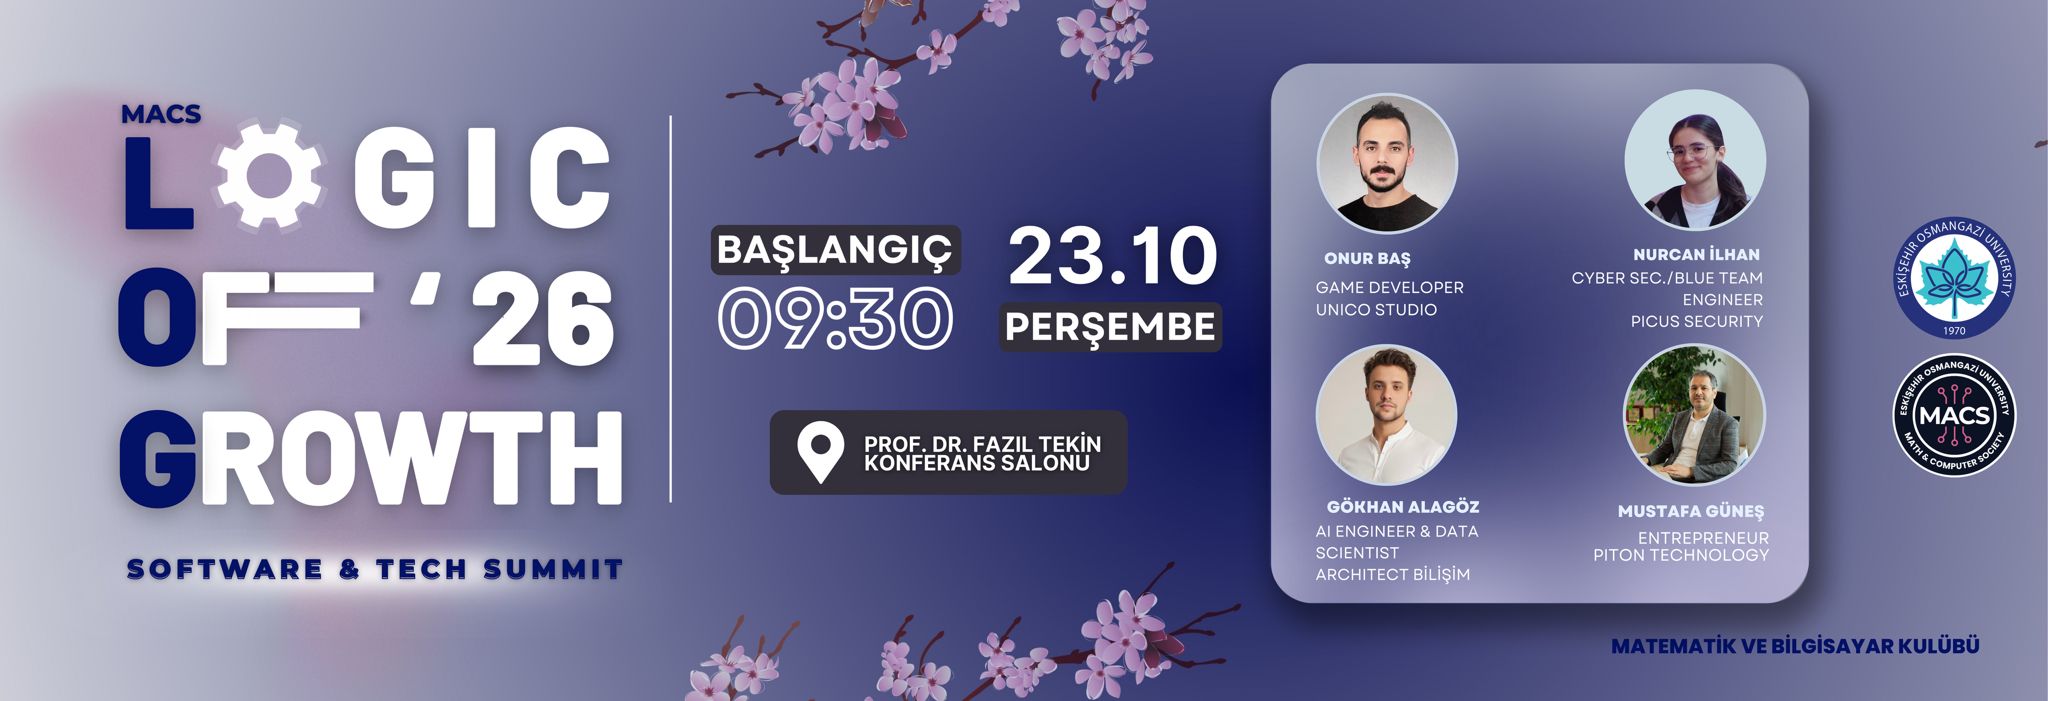 MACS
LOGIC
OF '26
GROWTH
SOFTWARE & TECH SUMMIT
BAŞLANGIÇ
09:30
23.10
PERŞEMBE
PROF. DR. FAZIL TEKİN
KONFERANS SALONU
ONUR BAŞ
GAME DEVELOPER
UNICO STUDIO
NURCAN İLHAN
CYBER SEC./BLUE TEAM
ENGINEER
PICUS SECURITY
GÖKHAN ALAGÖZ
AI ENGINEER & DATA
SCIENTIST
ARCHITECT BİLİŞİM
MUSTAFA GÜNEŞ
ENTREPRENEUR
PITON TECHNOLOGY
ESKİŞEHİR OSMANGAZİ UNIVERSITY
1970
ESKİŞEHİR OSMANGAZİ UNIVERSITY
MACS
MATH & COMPUTER SOCIETY
MATEMATİK VE BİLGİSAYAR KULÜBÜ